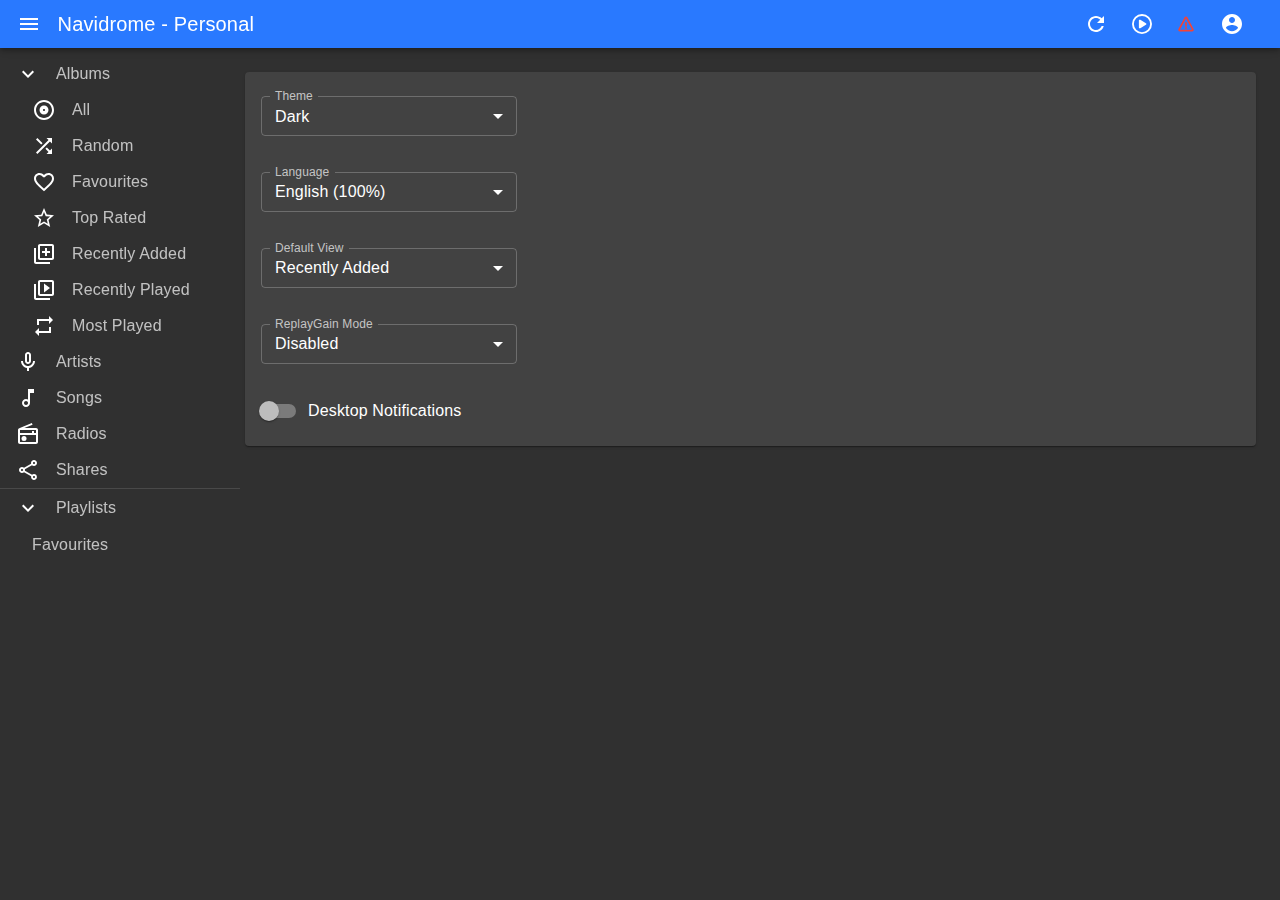 Navidrome - Personal
Albums
All
Random
Favourites
Top Rated
Recently Added
Recently Played
Most Played
Artists
Songs
Radios
Shares
Playlists
Favourites
Theme
Dark
Language
English (100%)
Default View
Recently Added
ReplayGain Mode
Disabled
Desktop Notifications